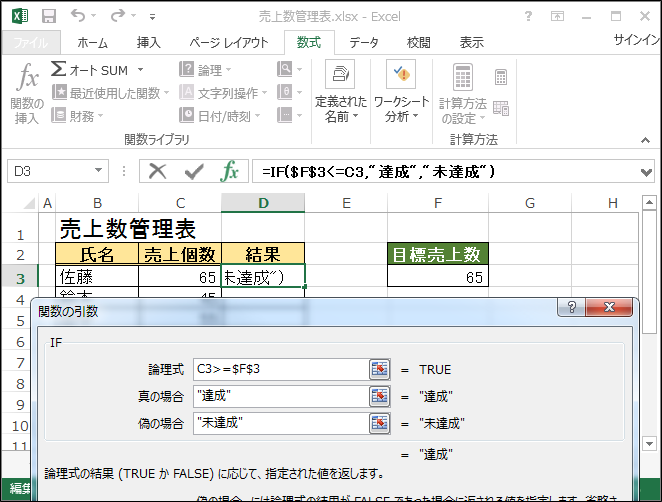 売上数管理表.xlsx - Excel
ファイル ホーム 挿入 ページ レイアウト 数式 データ 校閲 表示 サインイン
fx 関数の挿入
Σ オート SUM
最近使用した関数
財務
論理
文字列操作
日付/時刻
定義された名前
ワークシート分析
計算方法の設定
関数ライブラリ 計算方法
D3 fx =IF($F$3<=C3,"達成","未達成")
A B C D E F G H
1 売上数管理表
2 氏名 売上個数 結果 目標売上数
3 佐藤 65 未達成") 65
4 鈴木 45
5
6
7
8
9
10
11
関数の引数 ?
IF
論理式 C3>=$F$3 = TRUE
真の場合 "達成" = "達成"
偽の場合 "未達成" = "未達成"
= "達成"
論理式の結果 (TRUE か FALSE) に応じて、指定された値を返します。
編集
偽の場合 には論理式の結果が FALSE であった場合に返される値を指定します。省略さ